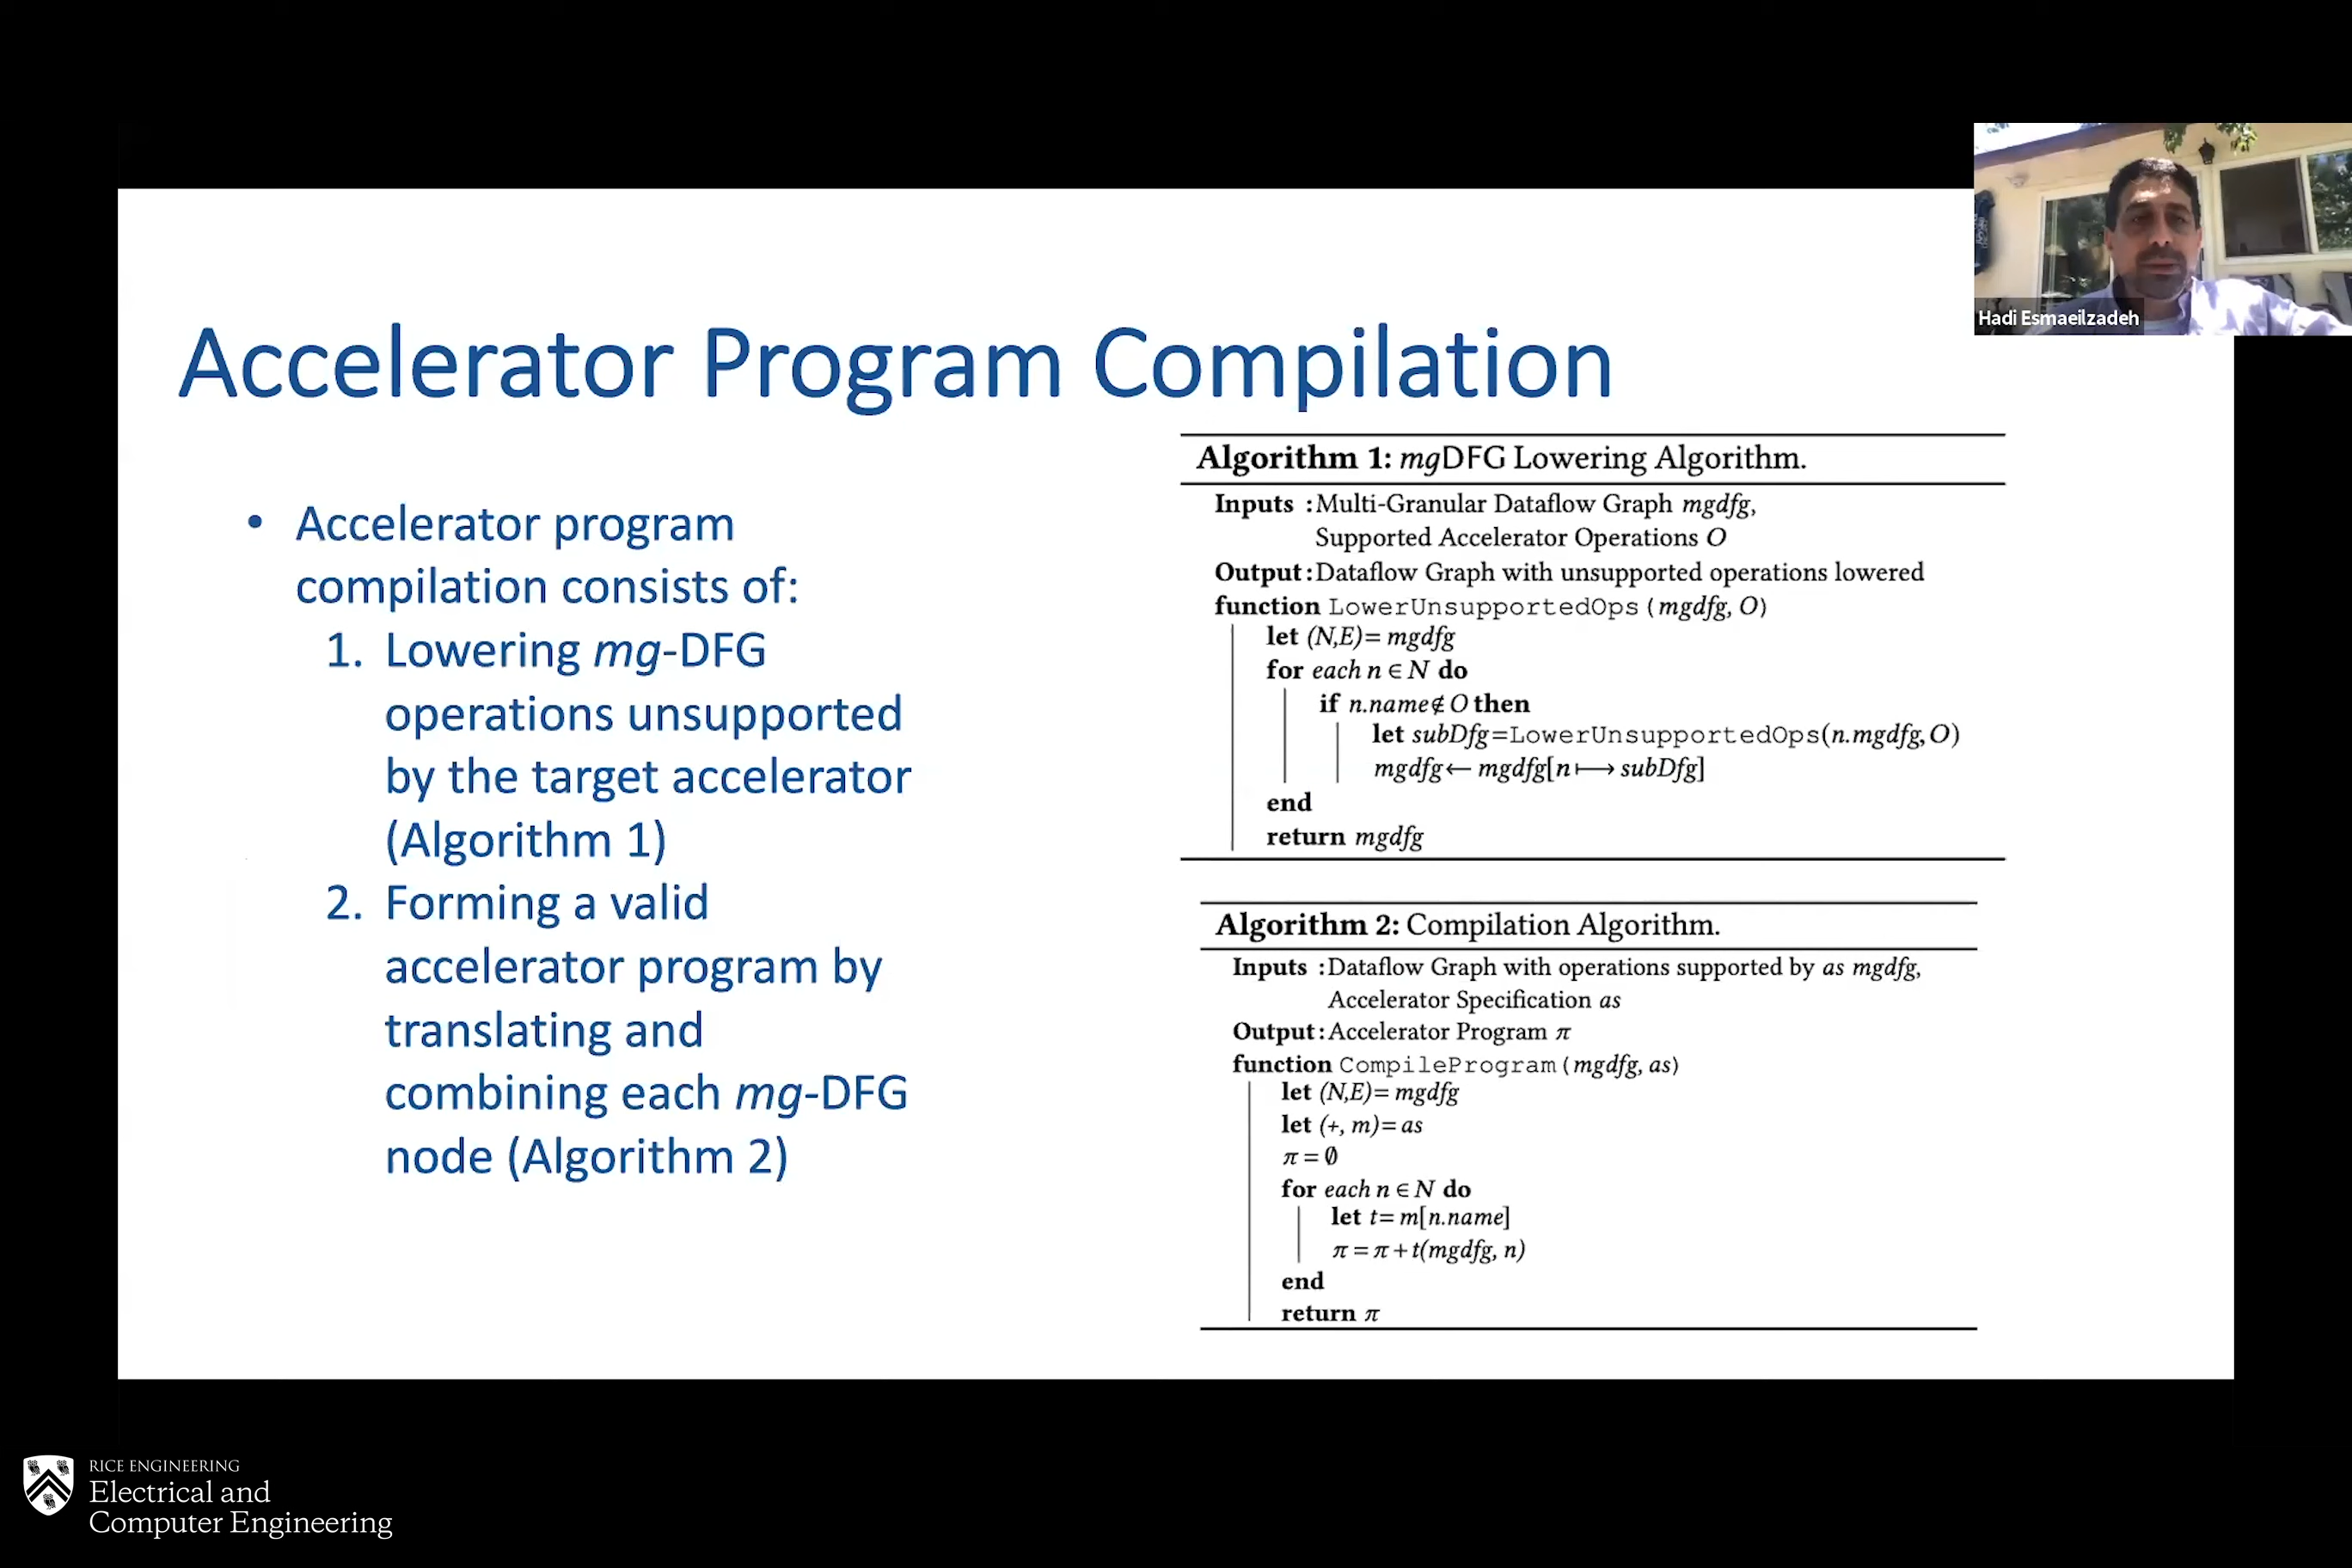 Hadi Esmaeilzadeh
Accelerator Program Compilation
• Accelerator program
compilation consists of:
1. Lowering mg-DFG
operations unsupported
by the target accelerator
(Algorithm 1)
2. Forming a valid
accelerator program by
translating and
combining each mg-DFG
node (Algorithm 2)
Algorithm 1: mgDFG Lowering Algorithm.
Inputs :Multi-Granular Dataflow Graph mgdfg,
Supported Accelerator Operations O
Output:Dataflow Graph with unsupported operations lowered
function LowerUnsupportedOps(mgdfg, O)
let (N,E)= mgdfg
for each n ∈ N do
if n.name∉ O then
let subDfg=LowerUnsupportedOps(n.mgdfg,O)
mgdfg⟵ mgdfg[n⟼ subDfg]
end
return mgdfg
Algorithm 2: Compilation Algorithm.
Inputs :Dataflow Graph with operations supported by as mgdfg,
Accelerator Specification as
Output:Accelerator Program π
function CompileProgram(mgdfg, as)
let (N,E)= mgdfg
let (+, m)= as
π = ∅
for each n ∈ N do
let t= m[n.name]
π = π + t(mgdfg, n)
end
return π
RICE ENGINEERING
Electrical and
Computer Engineering